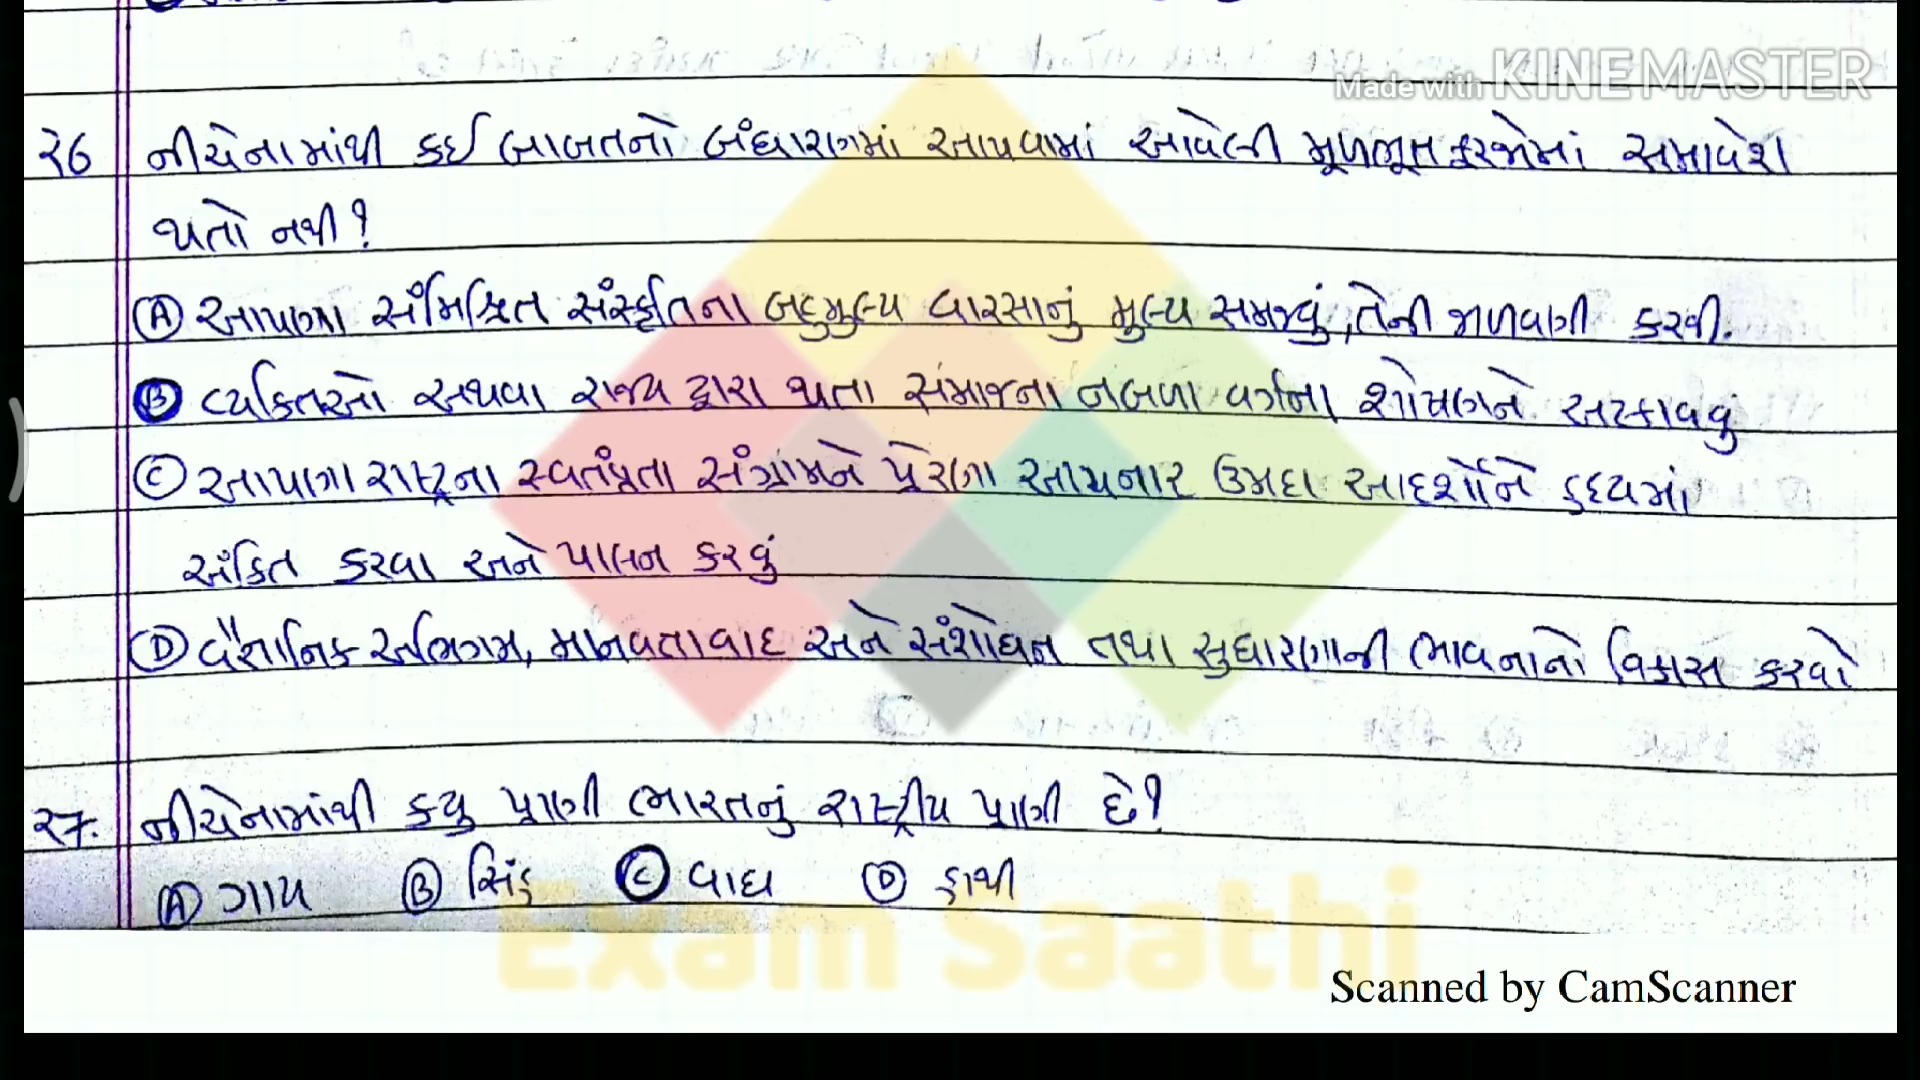 Made with KINEMASTER
૨૬ નીચેનામાંથી કઇ બાબતનો બંધારણમાં આપવામાં આવેલી મૂળભૂત ફરજોમાં સમાવેશ
થતો નથી?
(A) આપણા સંમિશ્રિત સંસ્કૃતિના બહુમુલ્ય વારસાનું મુલ્ય સમજવું, તેની જાળવણી કરવી.
(B) વ્યકિતઓ અથવા રાજ્ય દ્વારા થતા સમાજના નબળા વર્ગના શોષણને અટકાવવું
(C) આપણા રાષ્ટ્રના સ્વતંત્રતા સંગ્રામને પ્રેરણા આપનાર ઉમદા આદર્શોને હૃદયમાં
અંકિત કરવા અને પાલન કરવું
(D) વૈજ્ઞાનિક અભિગમ, માનવતાવાદ અને સંશોધન તથા સુધારણાની ભાવનાનો વિકાસ કરવો
૨૭. નીચેનામાંથી કયુ પ્રાણી ભારતનું રાષ્ટ્રીય પ્રાણી છે?
(A) ગાય (B) સિંહ (C) વાઘ (D) હાથી
Exam Saathi
Scanned by CamScanner